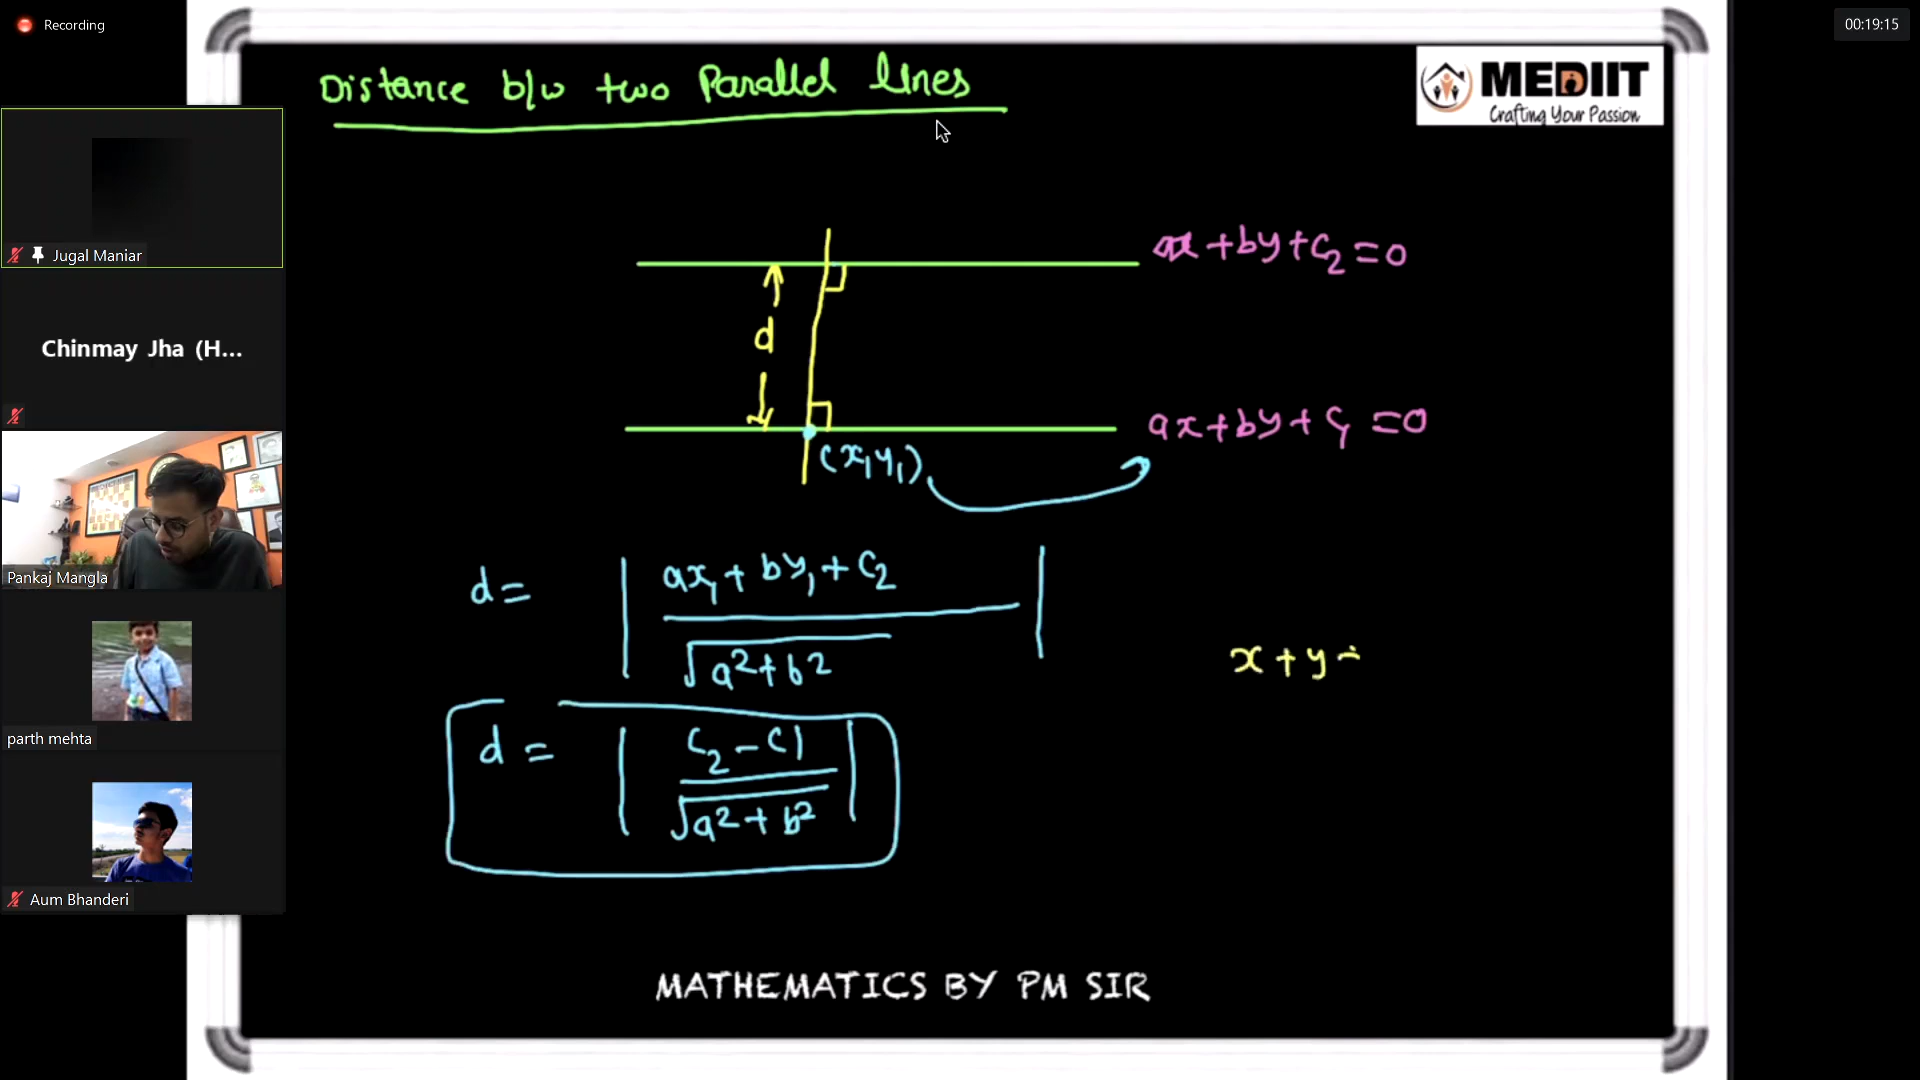 Recording
00:19:15
Distance b/w two Parallel lines
MEDIIT
Crafting Your Passion
Jugal Maniar
ax+by+c₂=0
Chinmay Jha (H...
d
ax+by+c₁=0
(x₁y₁)
Pankaj Mangla
d= | ax₁+by₁+c₂ |
√a²+b²
x+y=
parth mehta
d = | c₂-c1 |
√a²+b²
Aum Bhanderi
MATHEMATICS BY PM SIR